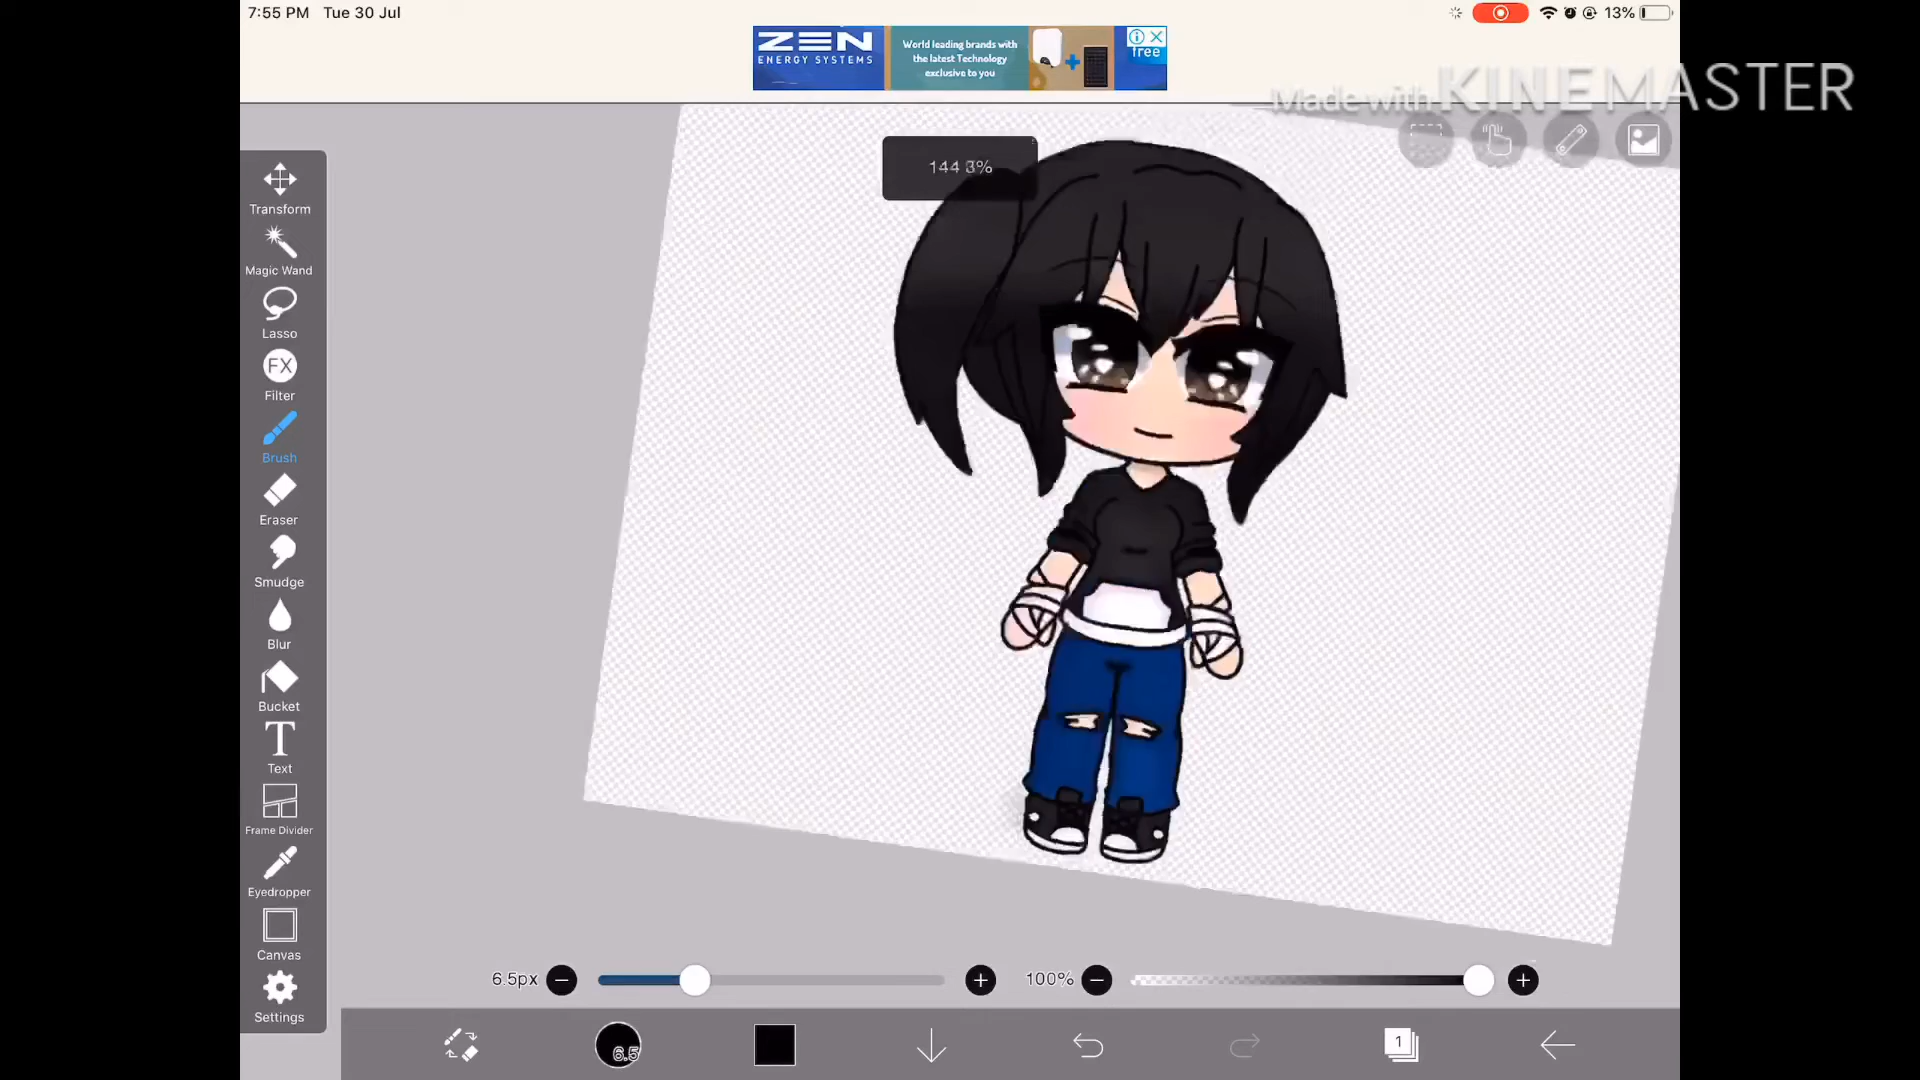 7:55 PM Tue 30 Jul
13%
ZEN
ENERGY SYSTEMS
World leading brands with
the latest Technology
exclusive to you
free
Made with KINEMASTER
Transform
Magic Wand
Lasso
FX
Filter
Brush
Eraser
Smudge
Blur
Bucket
T
Text
Frame Divider
Eyedropper
Canvas
Settings
6.5px
100%
6.5
1